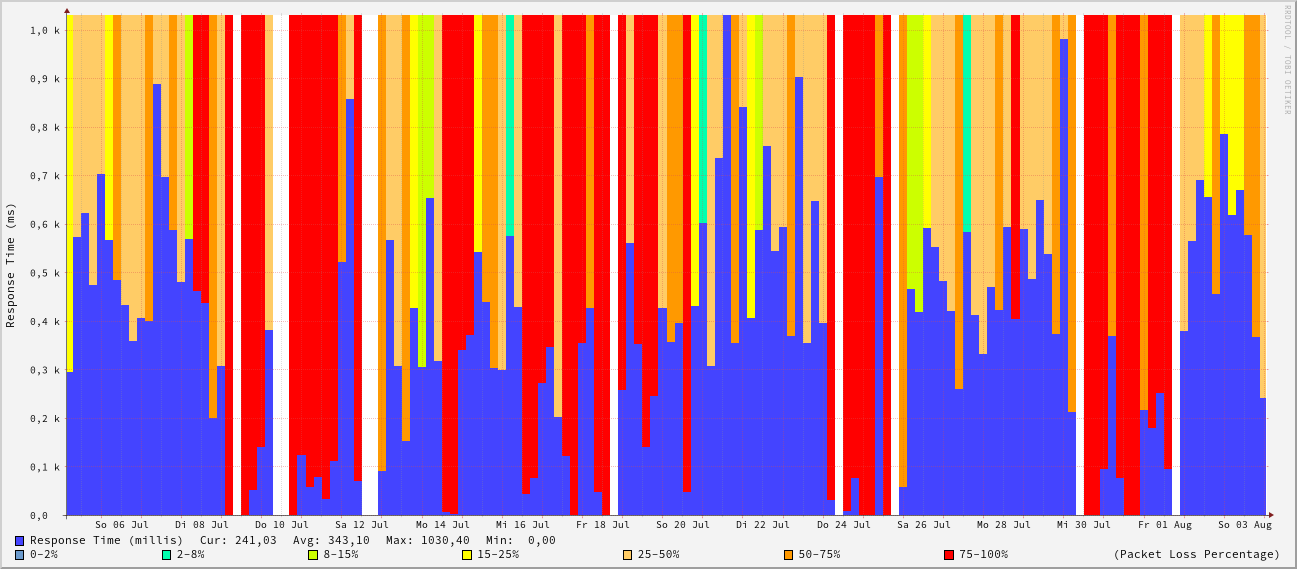 1,0 k
0,9 k
0,8 k
0,7 k
0,6 k
0,5 k
0,4 k
0,3 k
0,2 k
0,1 k
0,0
Response Time (ms)
RRDTOOL / TOBI OETIKER
So 06 Jul Di 08 Jul Do 10 Jul Sa 12 Jul Mo 14 Jul Mi 16 Jul Fr 18 Jul So 20 Jul Di 22 Jul Do 24 Jul Sa 26 Jul Mo 28 Jul Mi 30 Jul Fr 01 Aug So 03 Aug
Response Time (millis) Cur: 241,03 Avg: 343,10 Max: 1030,40 Min: 0,00
0-2% 2-8% 8-15% 15-25% 25-50% 50-75% 75-100% (Packet Loss Percentage)